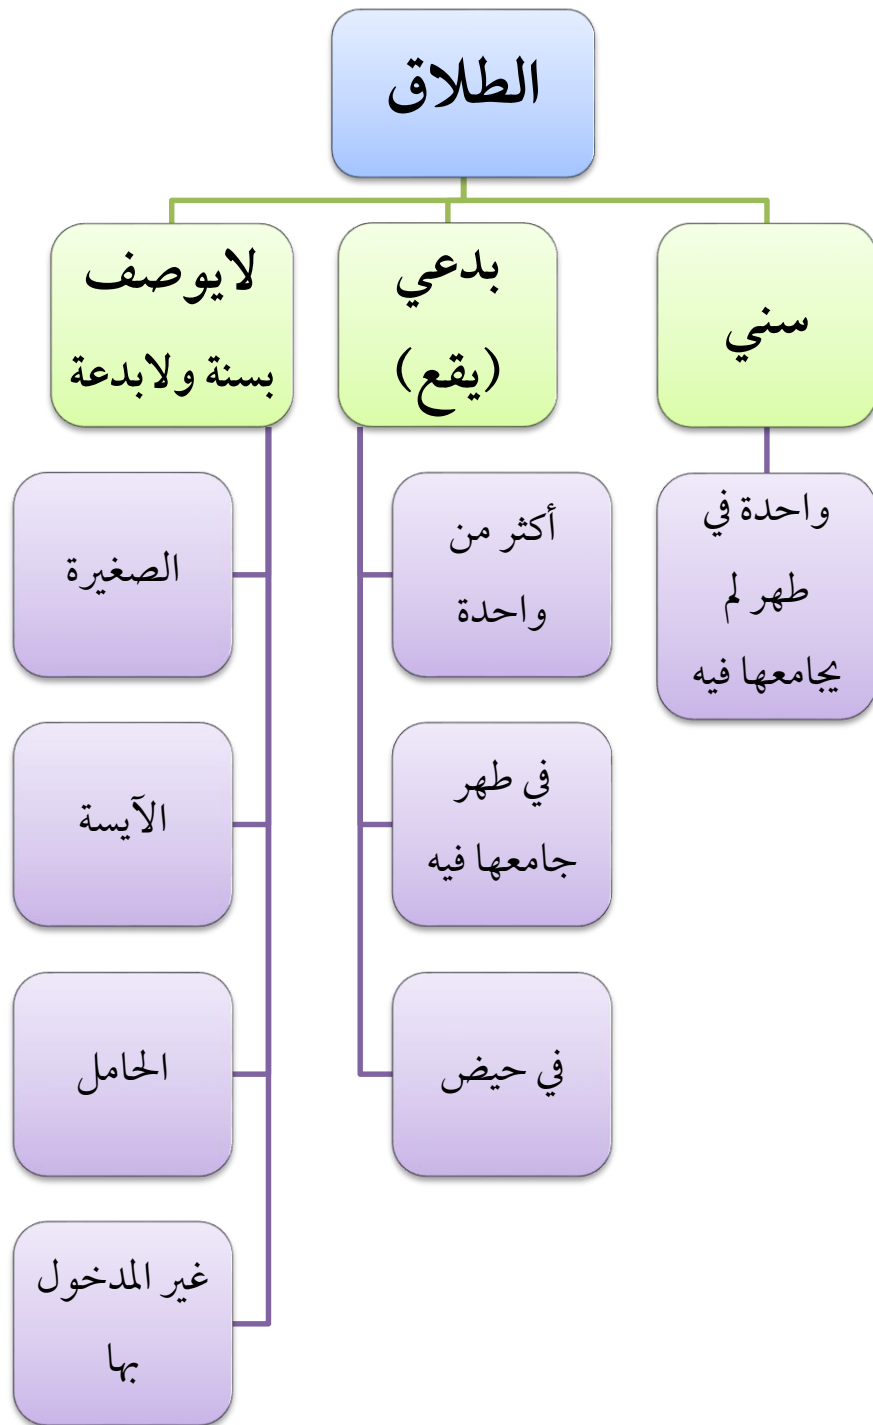 الطلاق
سني
واحدة في
طهر لم
يجامعها فيه
بدعي
(يقع)
أكثر من
واحدة
في طهر
جامعها فيه
في حيض
لايوصف
بسنة ولابدعة
الصغيرة
الآيسة
الحامل
غير المدخول
بها